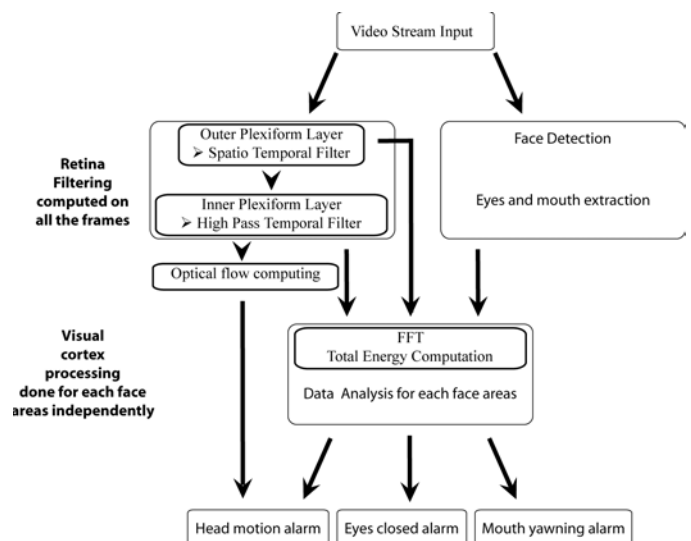 Video Stream Input
Outer Plexiform Layer
➢ Spatio Temporal Filter
Face Detection
Retina
Filtering
computed on
all the frames
Inner Plexiform Layer
➢ High Pass Temporal Filter
Eyes and mouth extraction
Optical flow computing
Visual
cortex
processing
done for each face
areas independently
FFT
Total Energy Computation
Data Analysis for each face areas
Head motion alarm
Eyes closed alarm
Mouth yawning alarm